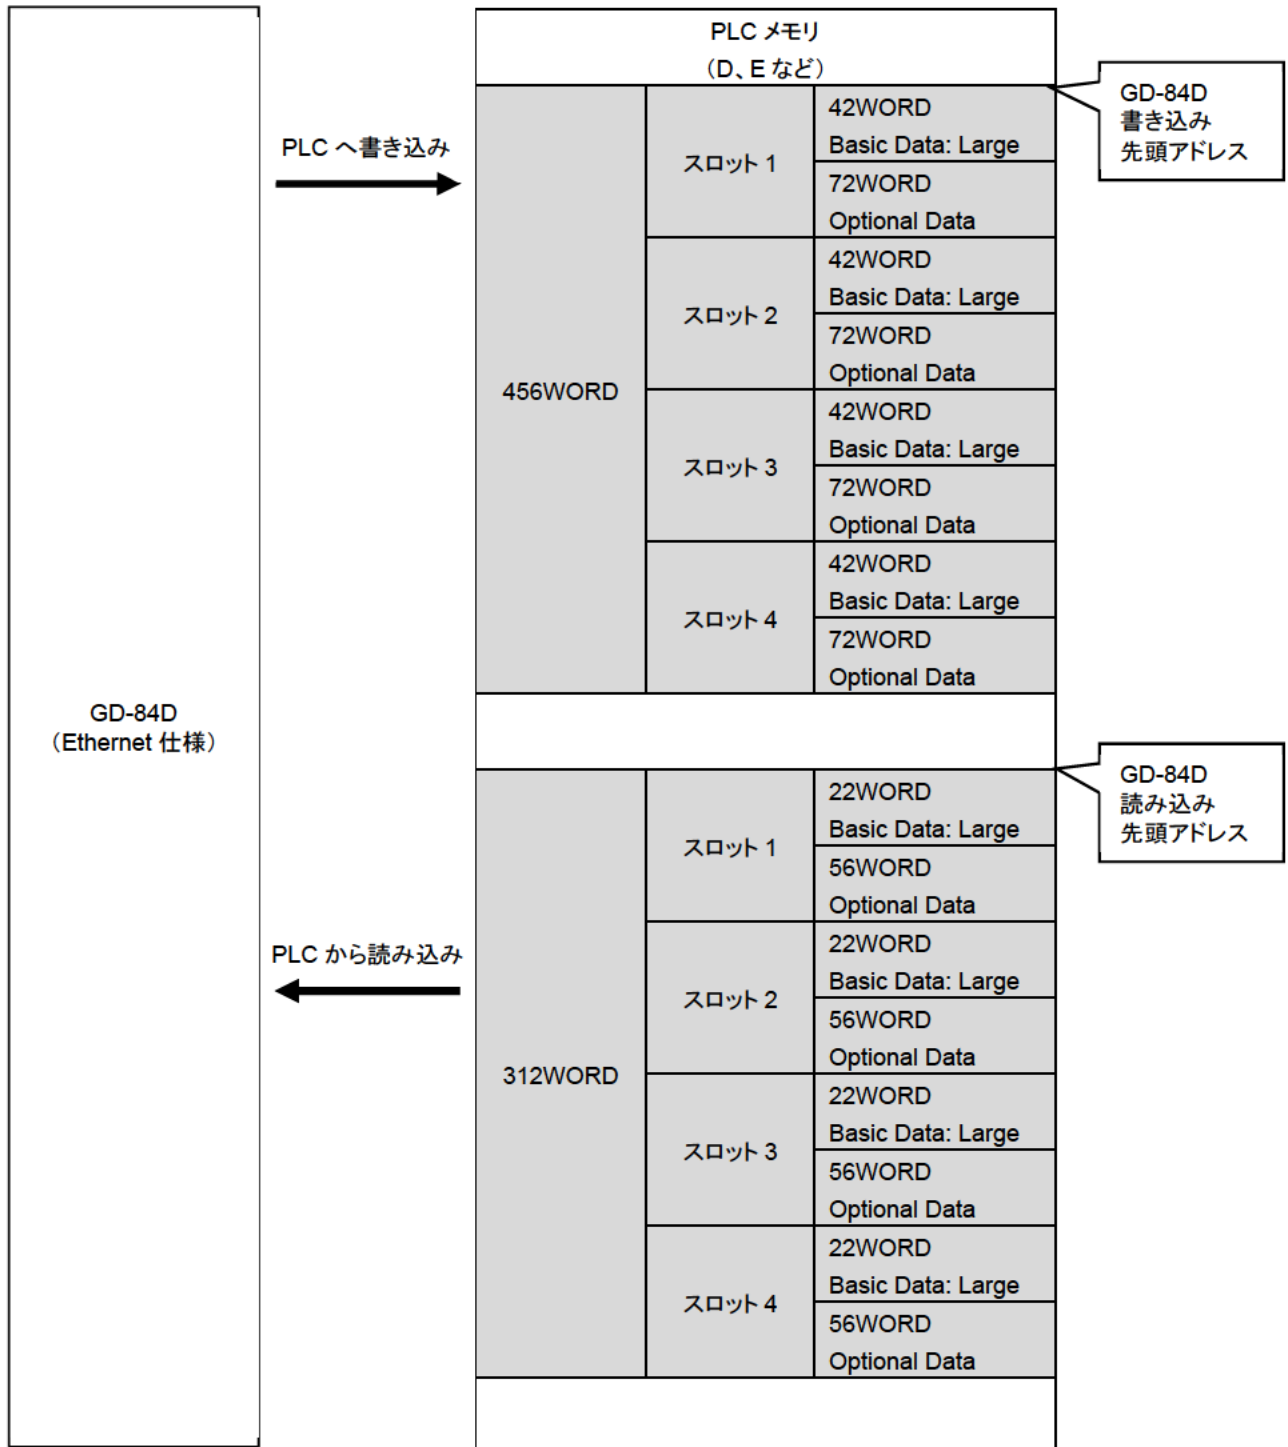 PLC メモリ
（D、E など）
GD-84D
書き込み
先頭アドレス
PLC へ書き込み
456WORD
スロット 1
42WORD
Basic Data: Large
72WORD
Optional Data
スロット 2
42WORD
Basic Data: Large
72WORD
Optional Data
スロット 3
42WORD
Basic Data: Large
72WORD
Optional Data
スロット 4
42WORD
Basic Data: Large
72WORD
Optional Data
GD-84D
（Ethernet 仕様）
GD-84D
読み込み
先頭アドレス
PLC から読み込み
312WORD
スロット 1
22WORD
Basic Data: Large
56WORD
Optional Data
スロット 2
22WORD
Basic Data: Large
56WORD
Optional Data
スロット 3
22WORD
Basic Data: Large
56WORD
Optional Data
スロット 4
22WORD
Basic Data: Large
56WORD
Optional Data